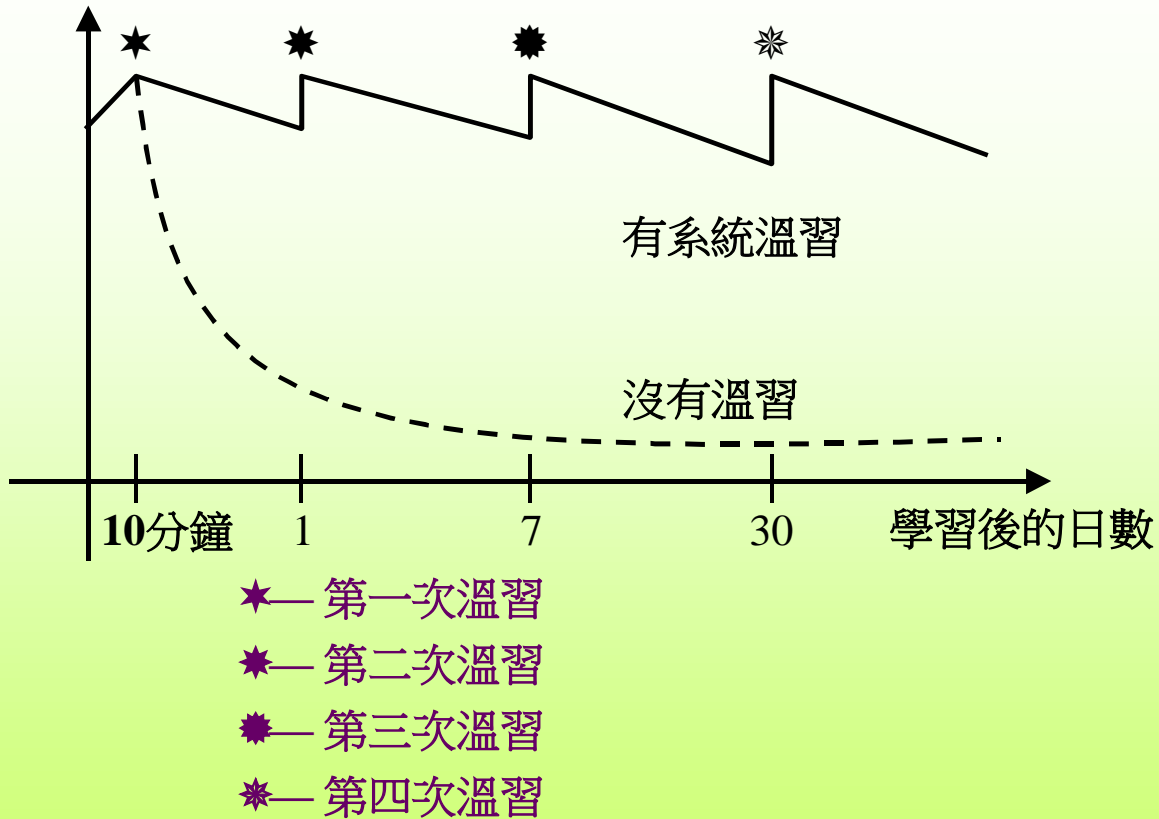 有系統溫習
沒有溫習
10分鐘 1 7 30 學習後的日數
✶— 第一次溫習
✷— 第二次溫習
✹— 第三次溫習
✵— 第四次溫習